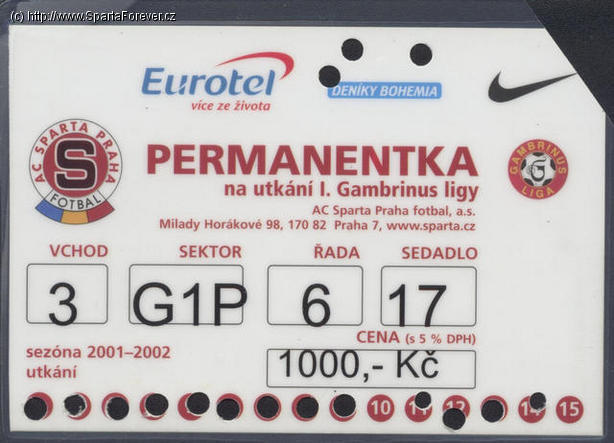 (c) http://www.SpartaForever.cz
Eurotel
více ze života
DENÍKY BOHEMIA
AC SPARTA PRAHA
S
FOTBAL
PERMANENTKA
na utkání I. Gambrinus ligy
AC Sparta Praha fotbal, a.s.
Milady Horákové 98, 170 82 Praha 7, www.sparta.cz
GAMBRINUS
G
LIGA
VCHOD SEKTOR ŘADA SEDADLO
3 G1P 6 17
CENA (s 5 % DPH)
sezóna 2001–2002
1000,- Kč
utkání
10 11 12 14 15